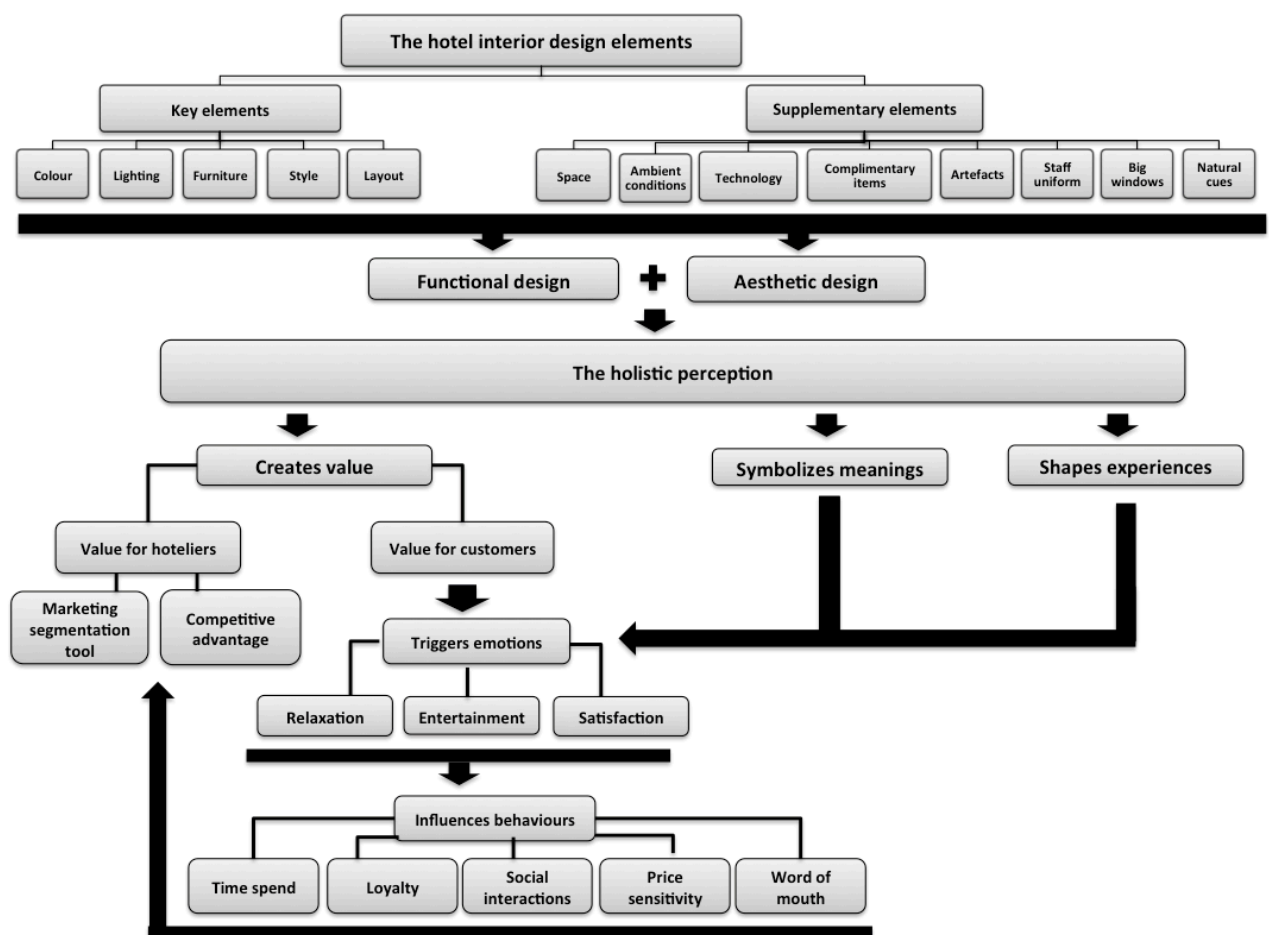 The hotel interior design elements
Key elements
Supplementary elements
Colour
Lighting
Furniture
Style
Layout
Space
Ambient
conditions
Technology
Complimentary
items
Artefacts
Staff
uniform
Big
windows
Natural
cues
Functional design
+
Aesthetic design
The holistic perception
Creates value
Symbolizes meanings
Shapes experiences
Value for hoteliers
Value for customers
Marketing
segmentation
tool
Competitive
advantage
Triggers emotions
Relaxation
Entertainment
Satisfaction
Influences behaviours
Time spend
Loyalty
Social
interactions
Price
sensitivity
Word of
mouth